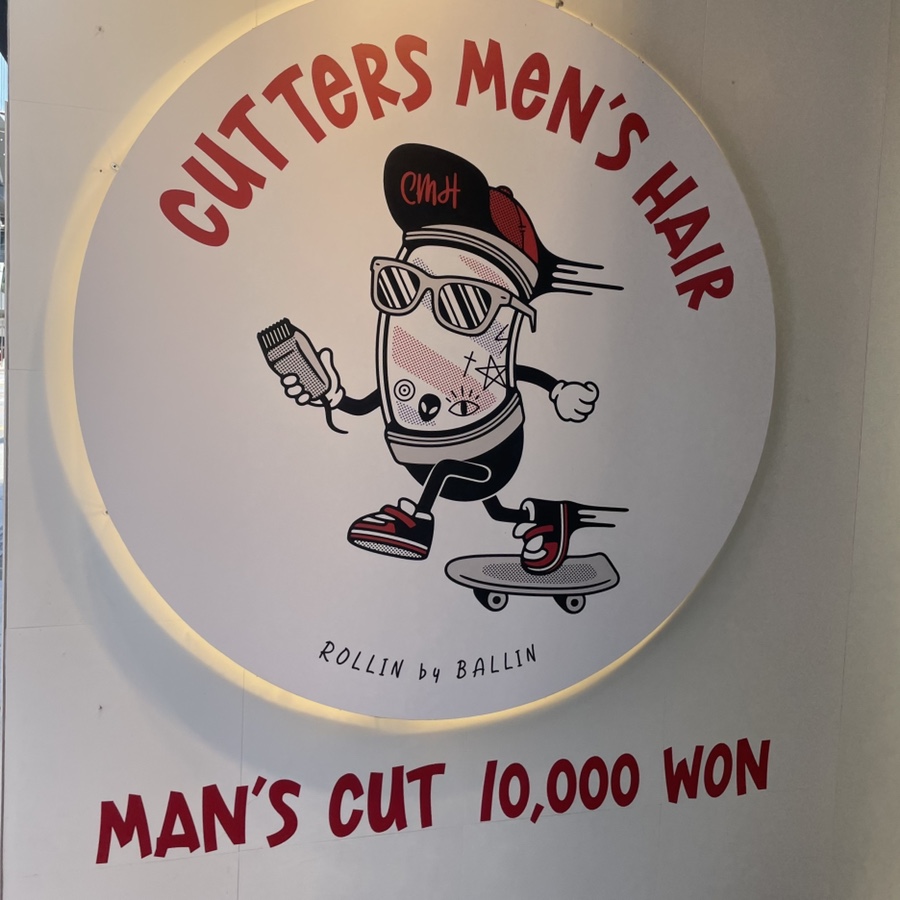 CUTTERS MEN'S HAIR
CMH
ROLLIN by BALLIN
MAN'S CUT 10,000 WON